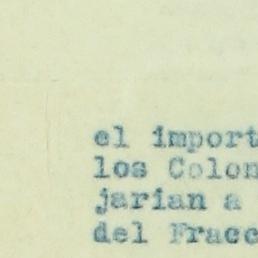 el import
los Colon
jarian a
del Fracc